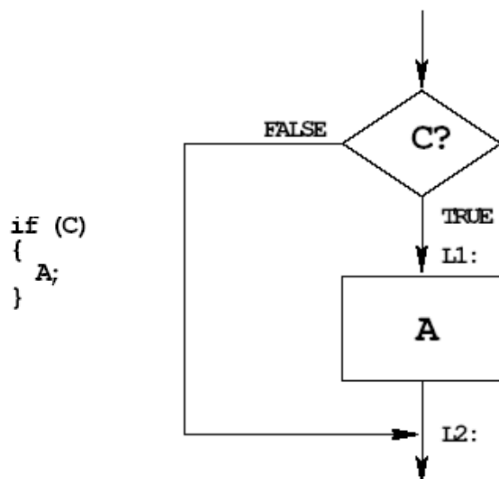 FALSE
C?
if (C)
{
A;
}
TRUE
L1:
A
L2: